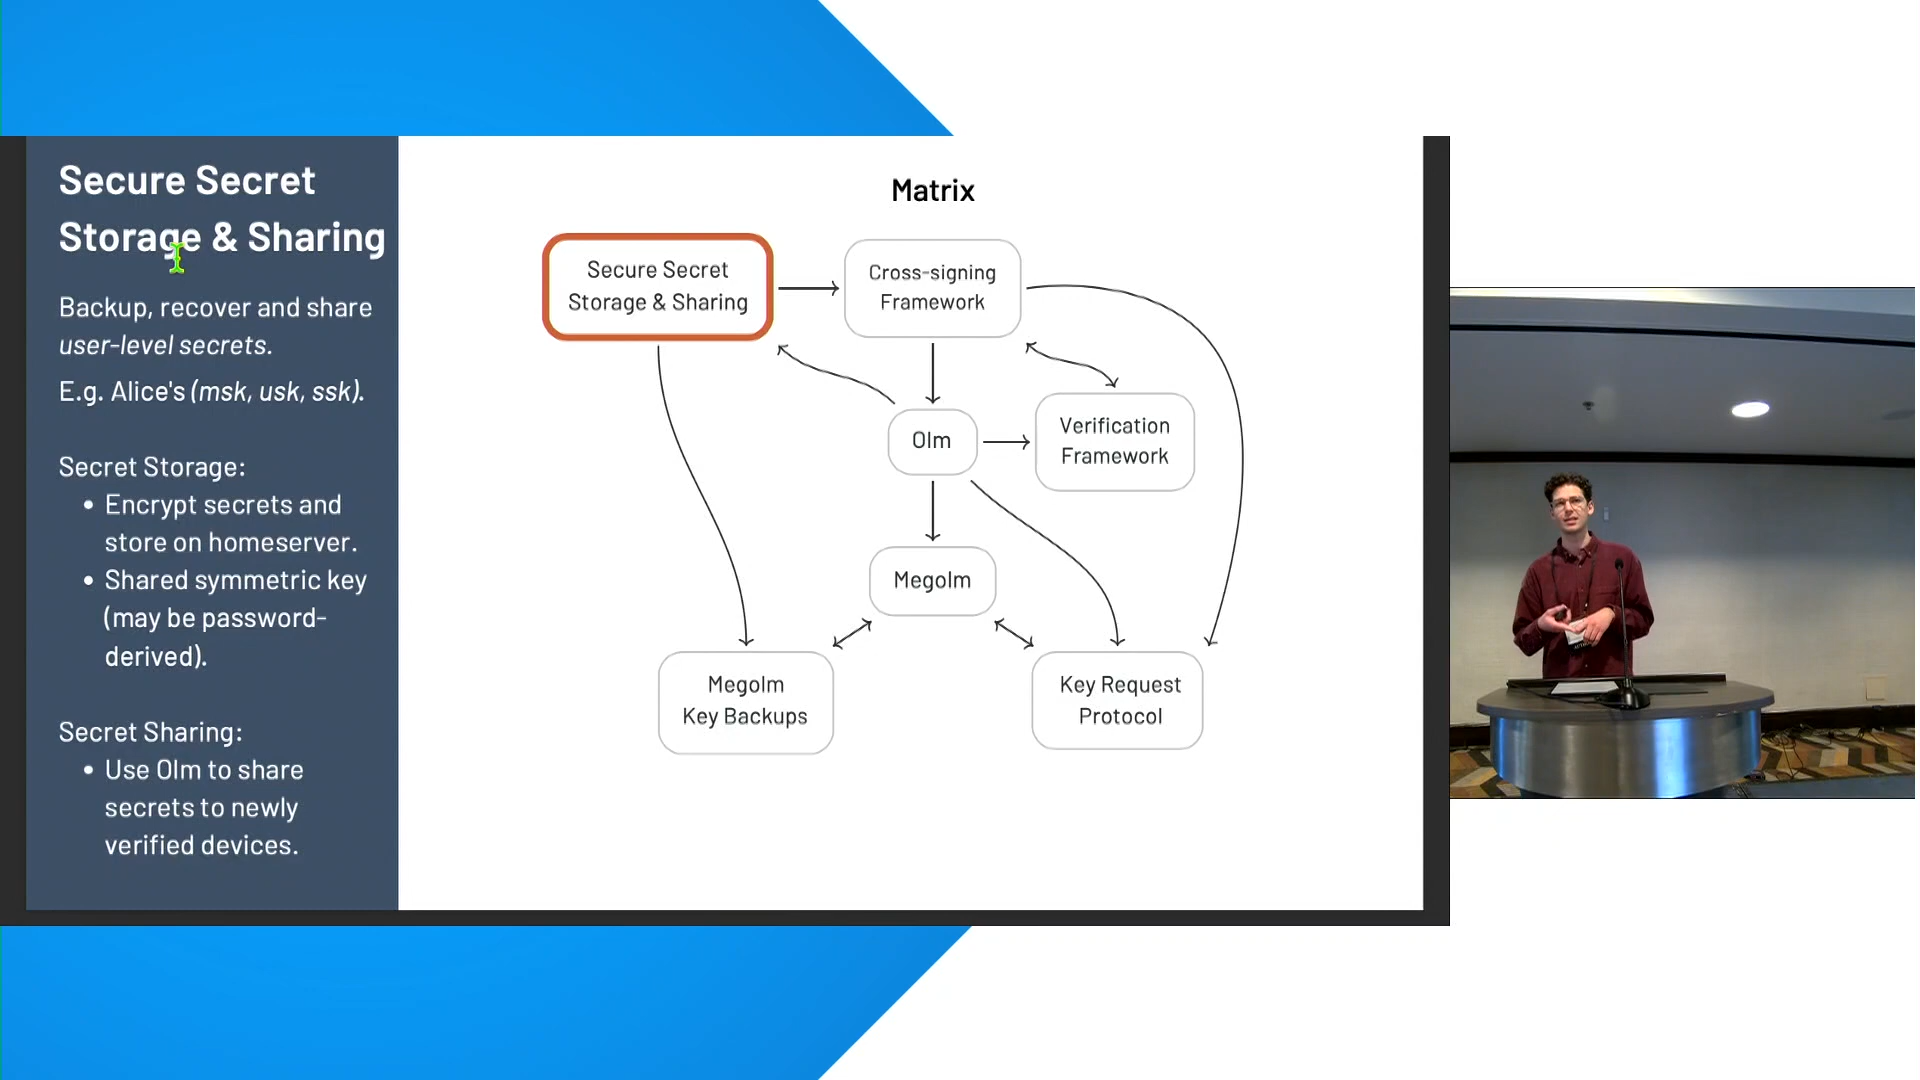 Secure Secret
Storage & Sharing
Backup, recover and share
user-level secrets.
E.g. Alice's (msk, usk, ssk).
Secret Storage:
• Encrypt secrets and
store on homeserver.
• Shared symmetric key
(may be password-
derived).
Secret Sharing:
• Use Olm to share
secrets to newly
verified devices.
Matrix
Secure Secret
Storage & Sharing
Cross-signing
Framework
Olm
Verification
Framework
Megolm
Megolm
Key Backups
Key Request
Protocol